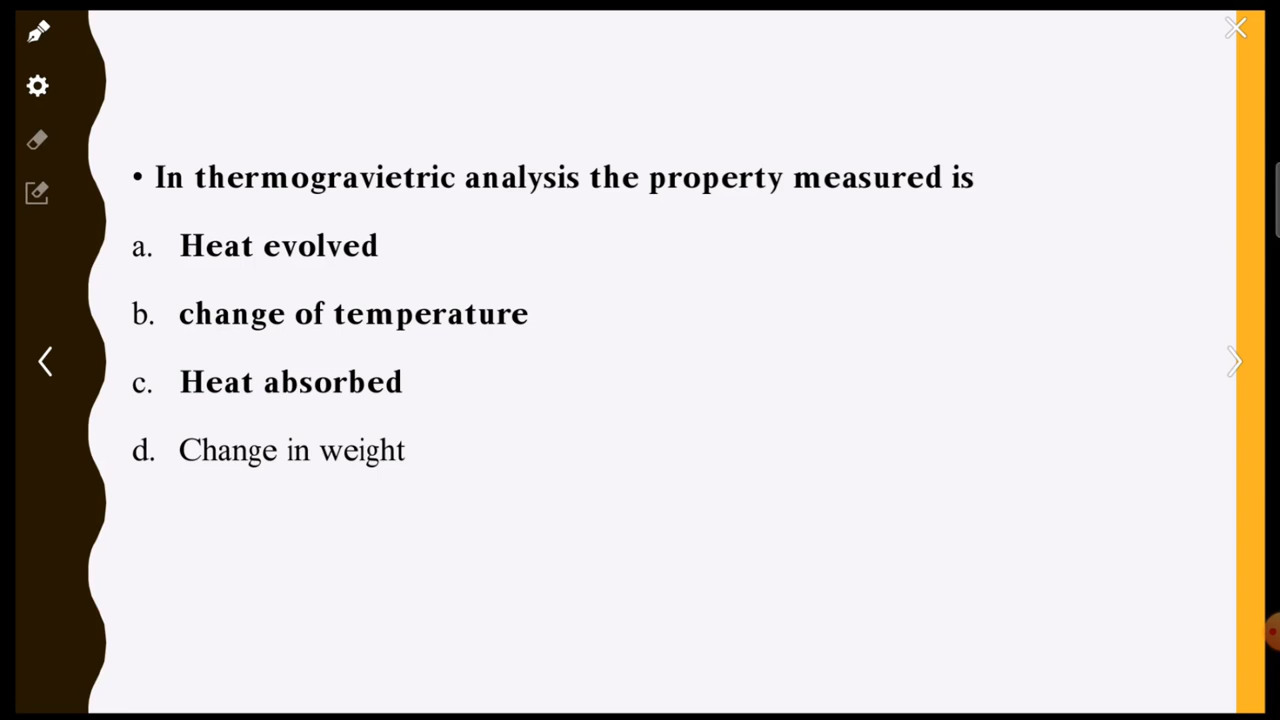 • In thermogravietric analysis the property measured is
a. Heat evolved
b. change of temperature
c. Heat absorbed
d. Change in weight